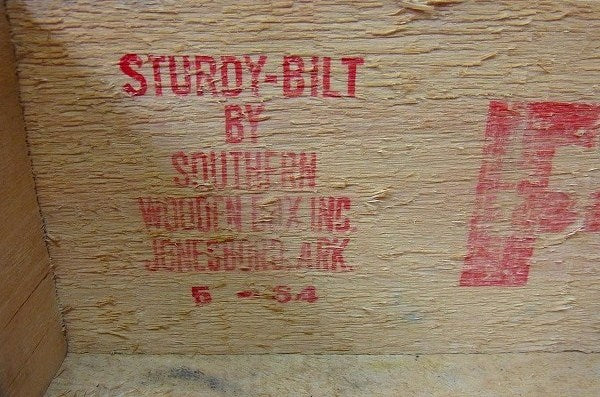 STURDY-BILT
BY
SOUTHERN
WOODEN BOX INC.
JONESBORO, ARK.
5 - 64
F